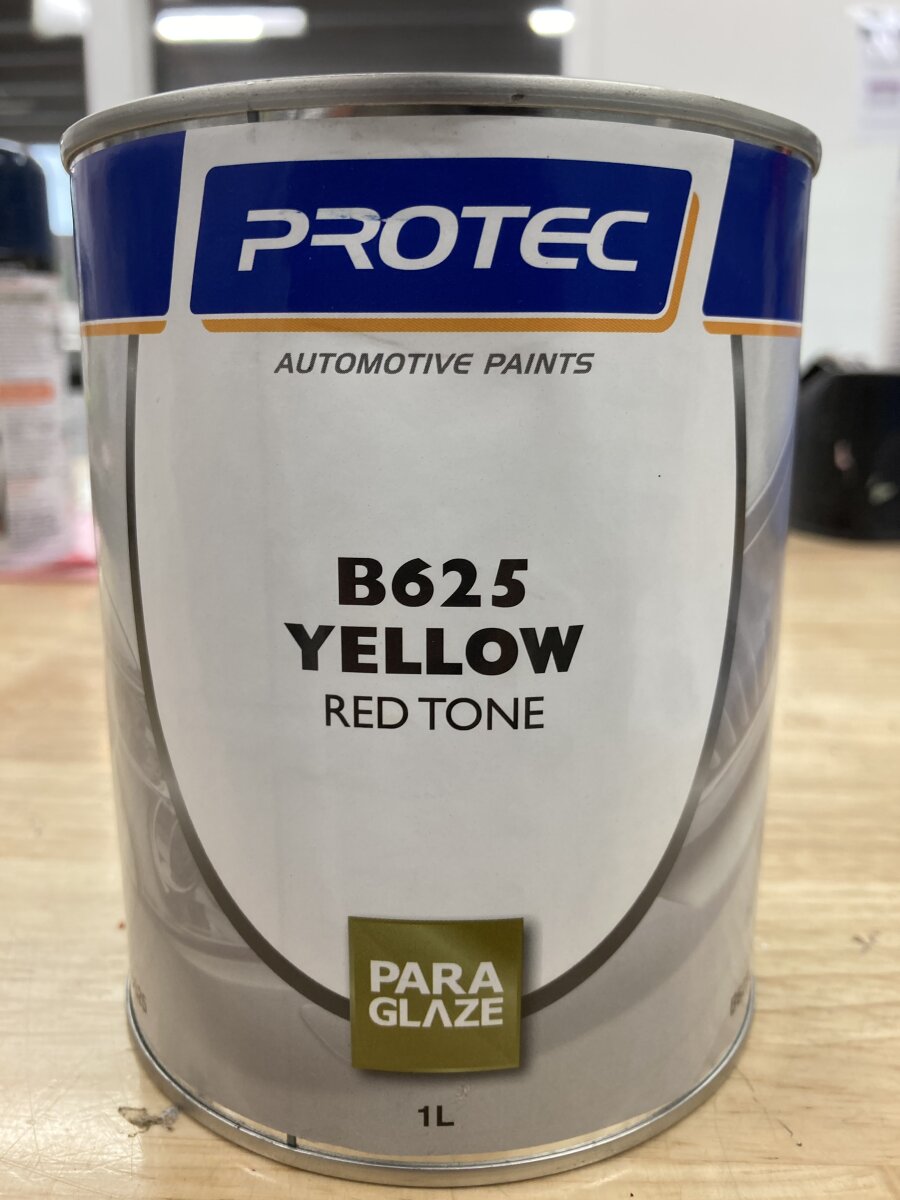 PROTEC
AUTOMOTIVE PAINTS
B625
YELLOW
RED TONE
PARA
GLAZE
1L